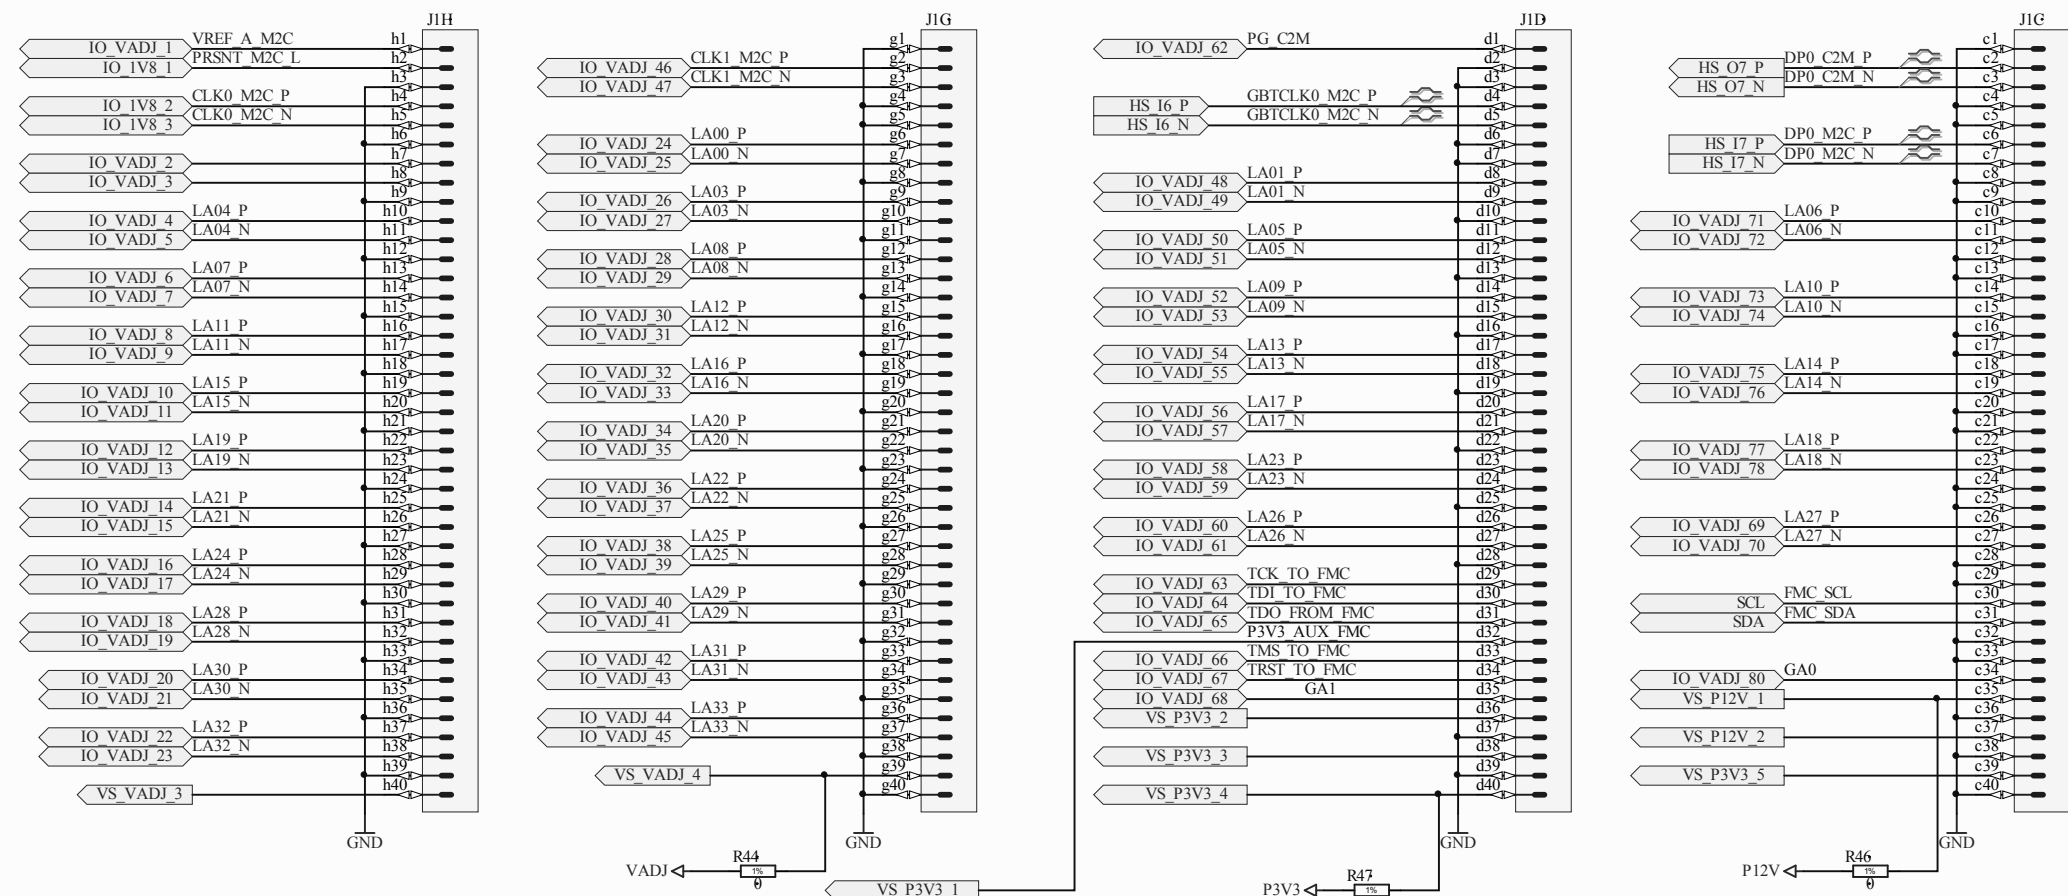 J1H
IO_VADJ_1 VREF_A_M2C h1
IO_1V8_1 PRSNT_M2C_L h2
h3
IO_1V8_2 CLK0_M2C_P h4
IO_1V8_3 CLK0_M2C_N h5
h6
IO_VADJ_2 h7
IO_VADJ_3 h8
h9
IO_VADJ_4 LA04_P h10
IO_VADJ_5 LA04_N h11
h12
IO_VADJ_6 LA07_P h13
IO_VADJ_7 LA07_N h14
h15
IO_VADJ_8 LA11_P h16
IO_VADJ_9 LA11_N h17
h18
IO_VADJ_10 LA15_P h19
IO_VADJ_11 LA15_N h20
h21
IO_VADJ_12 LA19_P h22
IO_VADJ_13 LA19_N h23
h24
IO_VADJ_14 LA21_P h25
IO_VADJ_15 LA21_N h26
h27
IO_VADJ_16 LA24_P h28
IO_VADJ_17 LA24_N h29
h30
IO_VADJ_18 LA28_P h31
IO_VADJ_19 LA28_N h32
h33
IO_VADJ_20 LA30_P h34
IO_VADJ_21 LA30_N h35
h36
IO_VADJ_22 LA32_P h37
IO_VADJ_23 LA32_N h38
h39
VS_VADJ_3 h40
GND
J1G
g1
IO_VADJ_46 CLK1_M2C_P g2
IO_VADJ_47 CLK1_M2C_N g3
g4
g5
IO_VADJ_24 LA00_P g6
IO_VADJ_25 LA00_N g7
g8
IO_VADJ_26 LA03_P g9
IO_VADJ_27 LA03_N g10
g11
IO_VADJ_28 LA08_P g12
IO_VADJ_29 LA08_N g13
g14
IO_VADJ_30 LA12_P g15
IO_VADJ_31 LA12_N g16
g17
IO_VADJ_32 LA16_P g18
IO_VADJ_33 LA16_N g19
g20
IO_VADJ_34 LA20_P g21
IO_VADJ_35 LA20_N g22
g23
IO_VADJ_36 LA22_P g24
IO_VADJ_37 LA22_N g25
g26
IO_VADJ_38 LA25_P g27
IO_VADJ_39 LA25_N g28
g29
IO_VADJ_40 LA29_P g30
IO_VADJ_41 LA29_N g31
g32
IO_VADJ_42 LA31_P g33
IO_VADJ_43 LA31_N g34
g35
IO_VADJ_44 LA33_P g36
IO_VADJ_45 LA33_N g37
g38
VS_VADJ_4 g39
g40
GND
R44
VADJ 1%
0
VS_P3V3_1
J1D
IO_VADJ_62 PG_C2M d1
d2
d3
HS_I6_P GBTCLK0_M2C_P d4
HS_I6_N GBTCLK0_M2C_N d5
d6
d7
IO_VADJ_48 LA01_P d8
IO_VADJ_49 LA01_N d9
d10
IO_VADJ_50 LA05_P d11
IO_VADJ_51 LA05_N d12
d13
IO_VADJ_52 LA09_P d14
IO_VADJ_53 LA09_N d15
d16
IO_VADJ_54 LA13_P d17
IO_VADJ_55 LA13_N d18
d19
IO_VADJ_56 LA17_P d20
IO_VADJ_57 LA17_N d21
d22
IO_VADJ_58 LA23_P d23
IO_VADJ_59 LA23_N d24
d25
IO_VADJ_60 LA26_P d26
IO_VADJ_61 LA26_N d27
d28
IO_VADJ_63 TCK_TO_FMC d29
IO_VADJ_64 TDI_TO_FMC d30
IO_VADJ_65 TDO_FROM_FMC d31
P3V3_AUX_FMC d32
IO_VADJ_66 TMS_TO_FMC d33
IO_VADJ_67 TRST_TO_FMC d34
IO_VADJ_68 GA1 d35
VS_P3V3_2 d36
d37
VS_P3V3_3 d38
d39
VS_P3V3_4 d40
GND
R47
P3V3 1%
J1C
c1
HS_O7_P DP0_C2M_P c2
HS_O7_N DP0_C2M_N c3
c4
c5
HS_I7_P DP0_M2C_P c6
HS_I7_N DP0_M2C_N c7
c8
c9
IO_VADJ_71 LA06_P c10
IO_VADJ_72 LA06_N c11
c12
c13
IO_VADJ_73 LA10_P c14
IO_VADJ_74 LA10_N c15
c16
c17
IO_VADJ_75 LA14_P c18
IO_VADJ_76 LA14_N c19
c20
c21
IO_VADJ_77 LA18_P c22
IO_VADJ_78 LA18_N c23
c24
c25
IO_VADJ_69 LA27_P c26
IO_VADJ_70 LA27_N c27
c28
c29
SCL FMC_SCL c30
SDA FMC_SDA c31
c32
c33
IO_VADJ_80 GA0 c34
VS_P12V_1 c35
c36
VS_P12V_2 c37
c38
VS_P3V3_5 c39
c40
GND
R46
P12V 1%
0